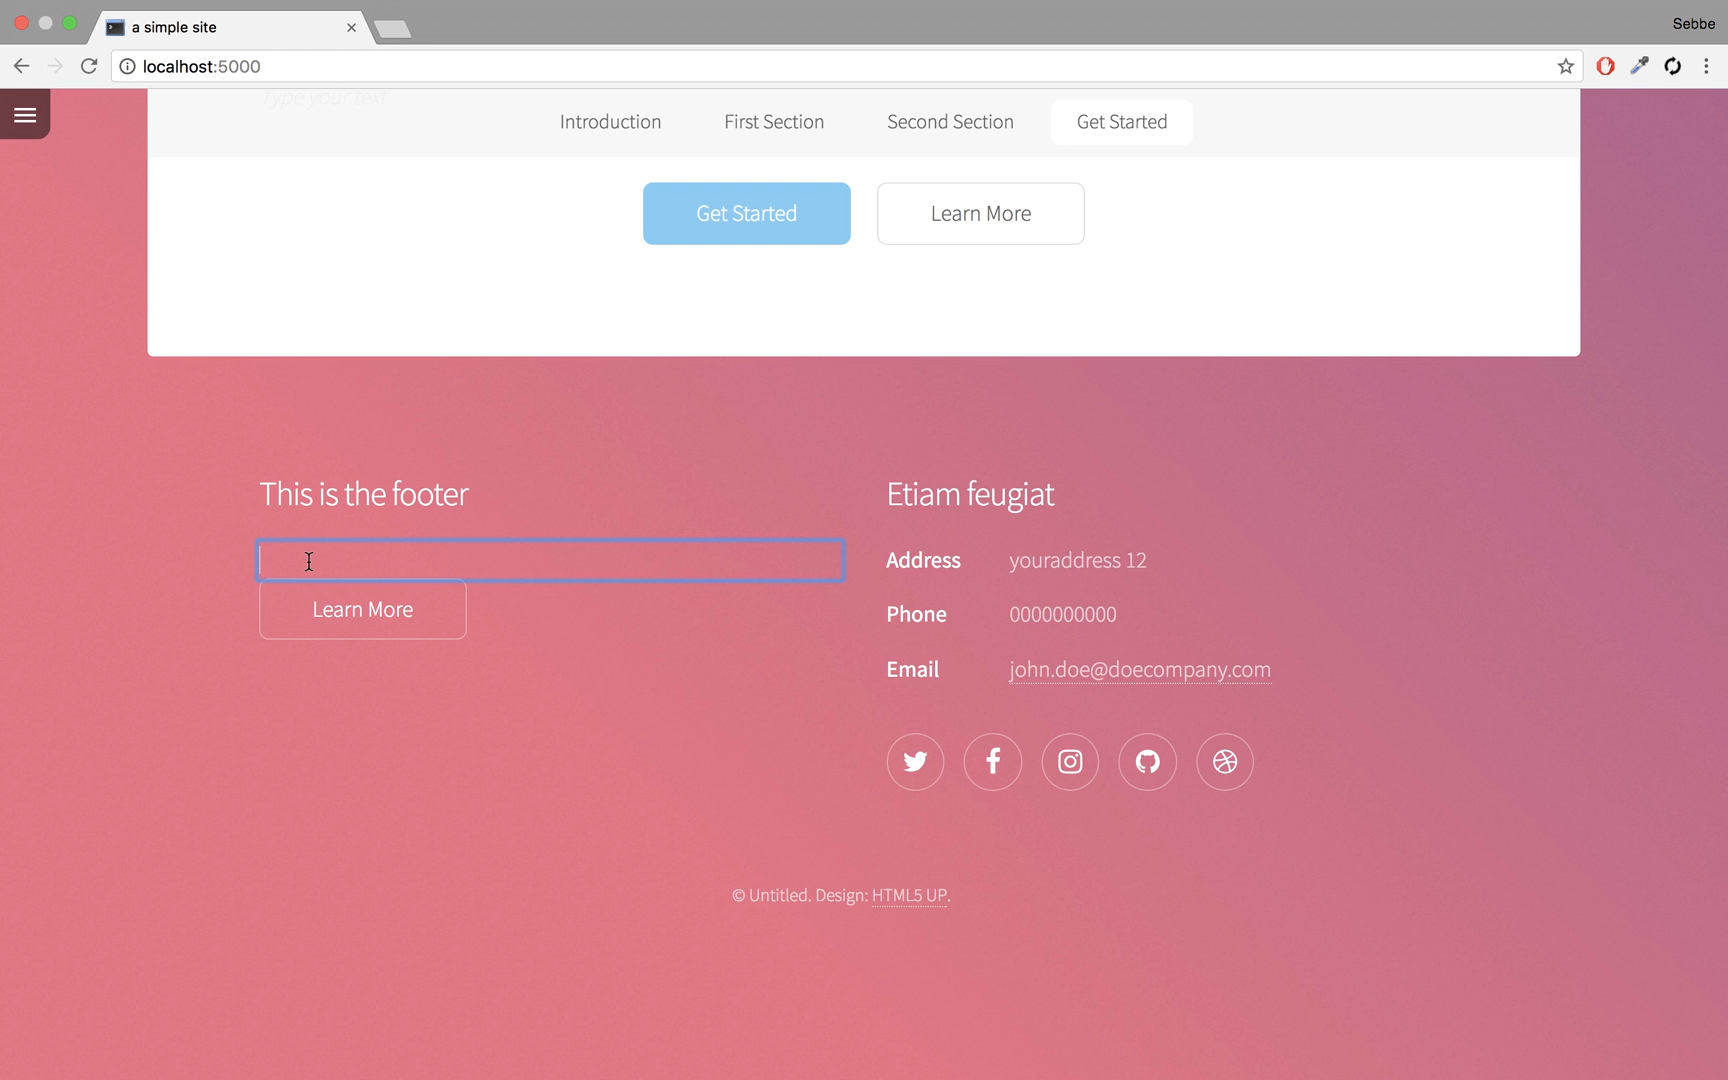 a simple site
Sebbe
localhost:5000
Type your text
Introduction First Section Second Section Get Started
Get Started Learn More
This is the footer
Learn More
Etiam feugiat
Address youraddress 12
Phone 0000000000
Email john.doe@doecompany.com
© Untitled. Design: HTML5 UP.